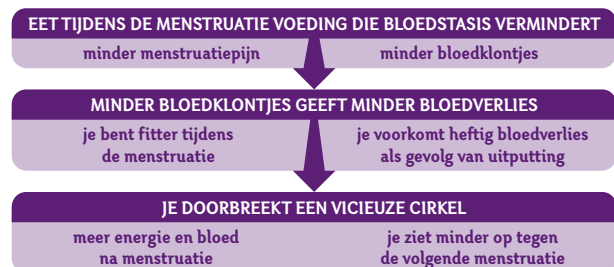 EET TIJDENS DE MENSTRUATIE VOEDING DIE BLOEDSTASIS VERMINDERT
minder menstruatiepijn
minder bloedklontjes
MINDER BLOEDKLONTJES GEEFT MINDER BLOEDVERLIES
je bent fitter tijdens
de menstruatie
je voorkomt heftig bloedverlies
als gevolg van uitputting
JE DOORBREEKT EEN VICIEUZE CIRKEL
meer energie en bloed
na menstruatie
je ziet minder op tegen
de volgende menstruatie